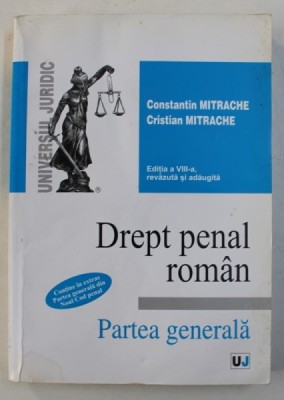 UNIVERSUL JURIDIC
®
Constantin MITRACHE
Cristian MITRACHE
Ediția a VIII-a,
revăzută și adăugită
Drept penal
român
Conține în extras
Partea generală din
Noul Cod penal
Partea generală
UJ